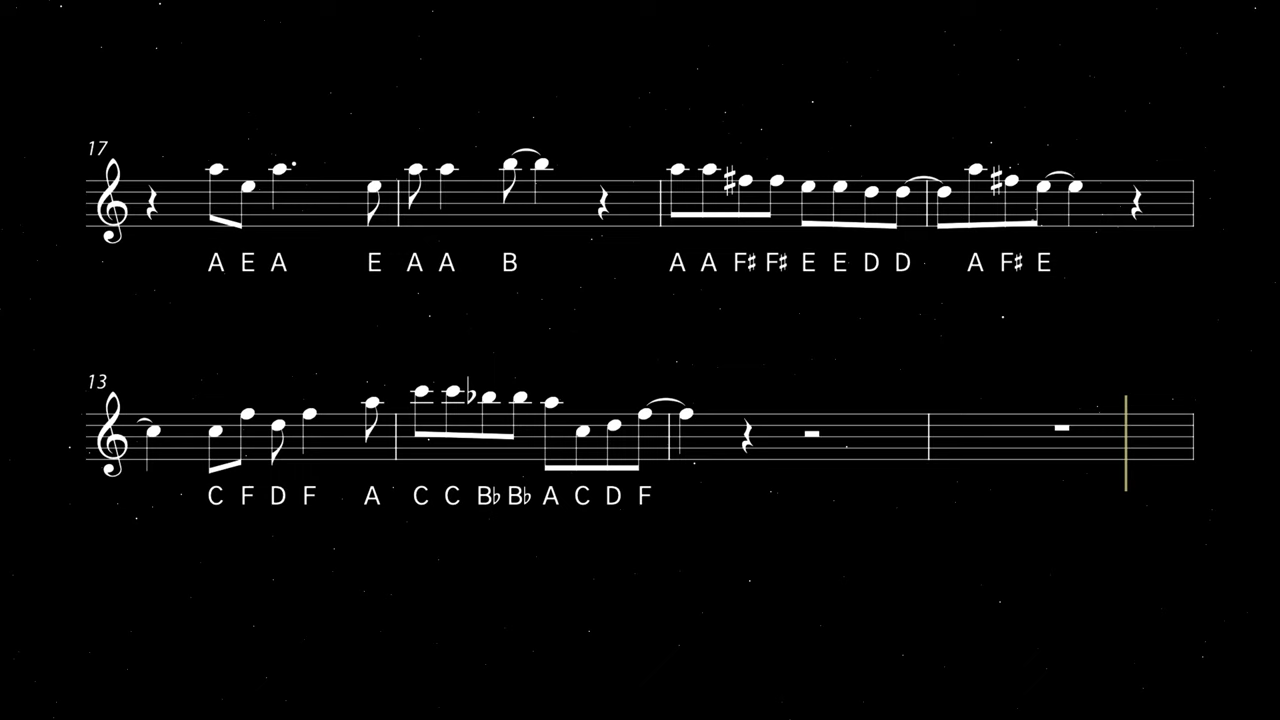 17
A E A E A A B A A F♯ F♯ E E D D A F♯ E
13
C F D F A C C B♭ B♭ A C D F